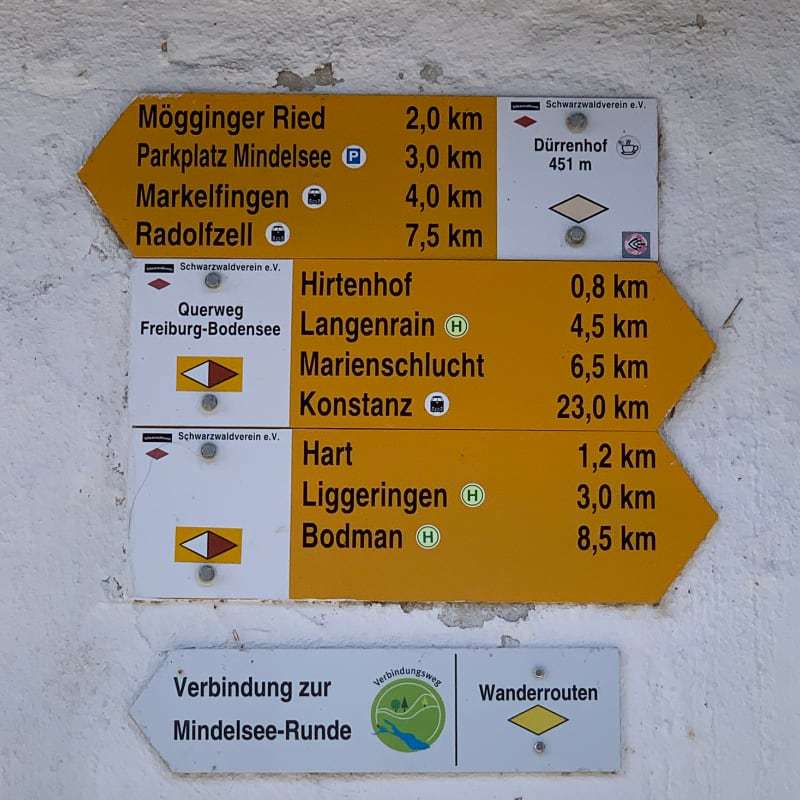 Mögginger Ried 2,0 km
Parkplatz Mindelsee P 3,0 km
Markelfingen 4,0 km
Radolfzell 7,5 km
Schwarzwaldverein e.V.
Dürrenhof
451 m
Schwarzwaldverein e.V.
Querweg
Freiburg-Bodensee
Hirtenhof 0,8 km
Langenrain H 4,5 km
Marienschlucht 6,5 km
Konstanz 23,0 km
Schwarzwaldverein e.V.
Hart 1,2 km
Liggeringen H 3,0 km
Bodman H 8,5 km
Verbindung zur
Mindelsee-Runde
Verbindungsweg
Wanderrouten